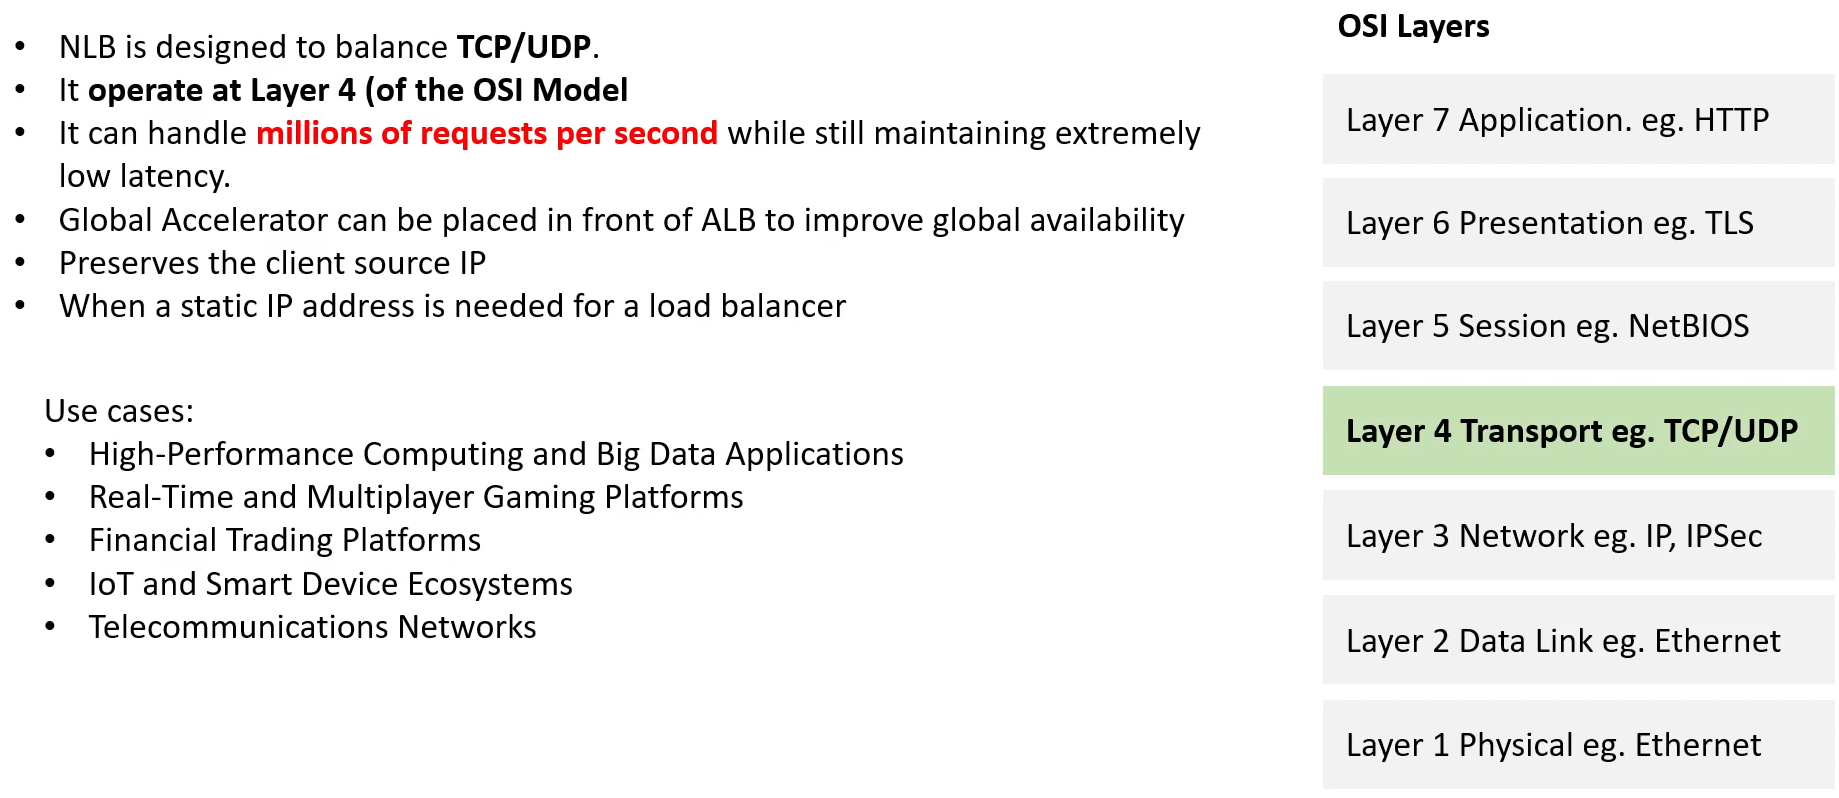 • NLB is designed to balance TCP/UDP.
• It operate at Layer 4 (of the OSI Model
• It can handle millions of requests per second while still maintaining extremely
low latency.
• Global Accelerator can be placed in front of ALB to improve global availability
• Preserves the client source IP
• When a static IP address is needed for a load balancer
Use cases:
• High-Performance Computing and Big Data Applications
• Real-Time and Multiplayer Gaming Platforms
• Financial Trading Platforms
• IoT and Smart Device Ecosystems
• Telecommunications Networks
OSI Layers
Layer 7 Application. eg. HTTP
Layer 6 Presentation eg. TLS
Layer 5 Session eg. NetBIOS
Layer 4 Transport eg. TCP/UDP
Layer 3 Network eg. IP, IPSec
Layer 2 Data Link eg. Ethernet
Layer 1 Physical eg. Ethernet